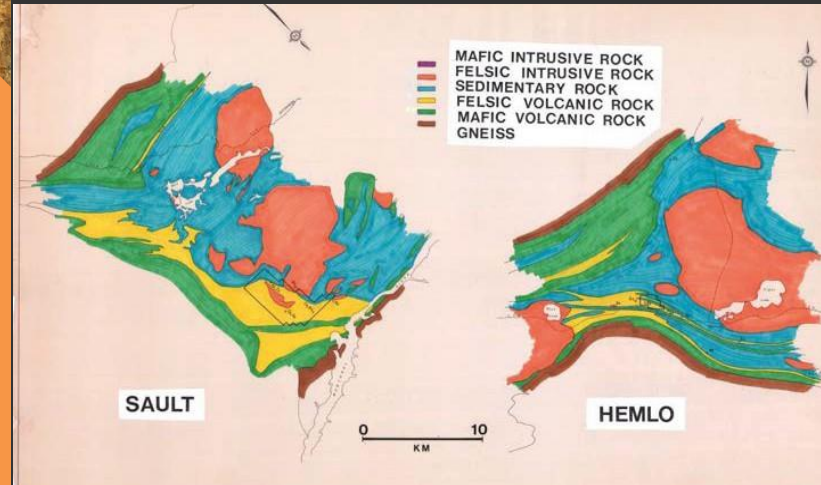 MAFIC INTRUSIVE ROCK
FELSIC INTRUSIVE ROCK
SEDIMENTARY ROCK
FELSIC VOLCANIC ROCK
MAFIC VOLCANIC ROCK
GNEISS
SAULT
0 10
KM
HEMLO